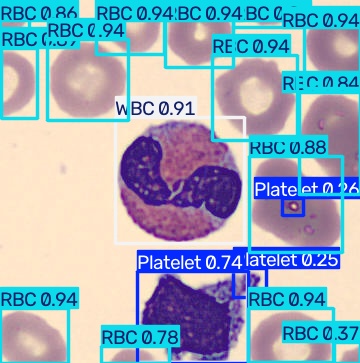 RBC 0.86
RBC 0.94
RBC 0.94
BC 0
RBC 0.94
RBC 0.94
RBC 0.94
RBC 0.84
WBC 0.91
RBC 0.88
Platelet 0.26
Platelet 0.74
latelet 0.25
RBC 0.94
RBC 0.94
RBC 0.78
RBC 0.37